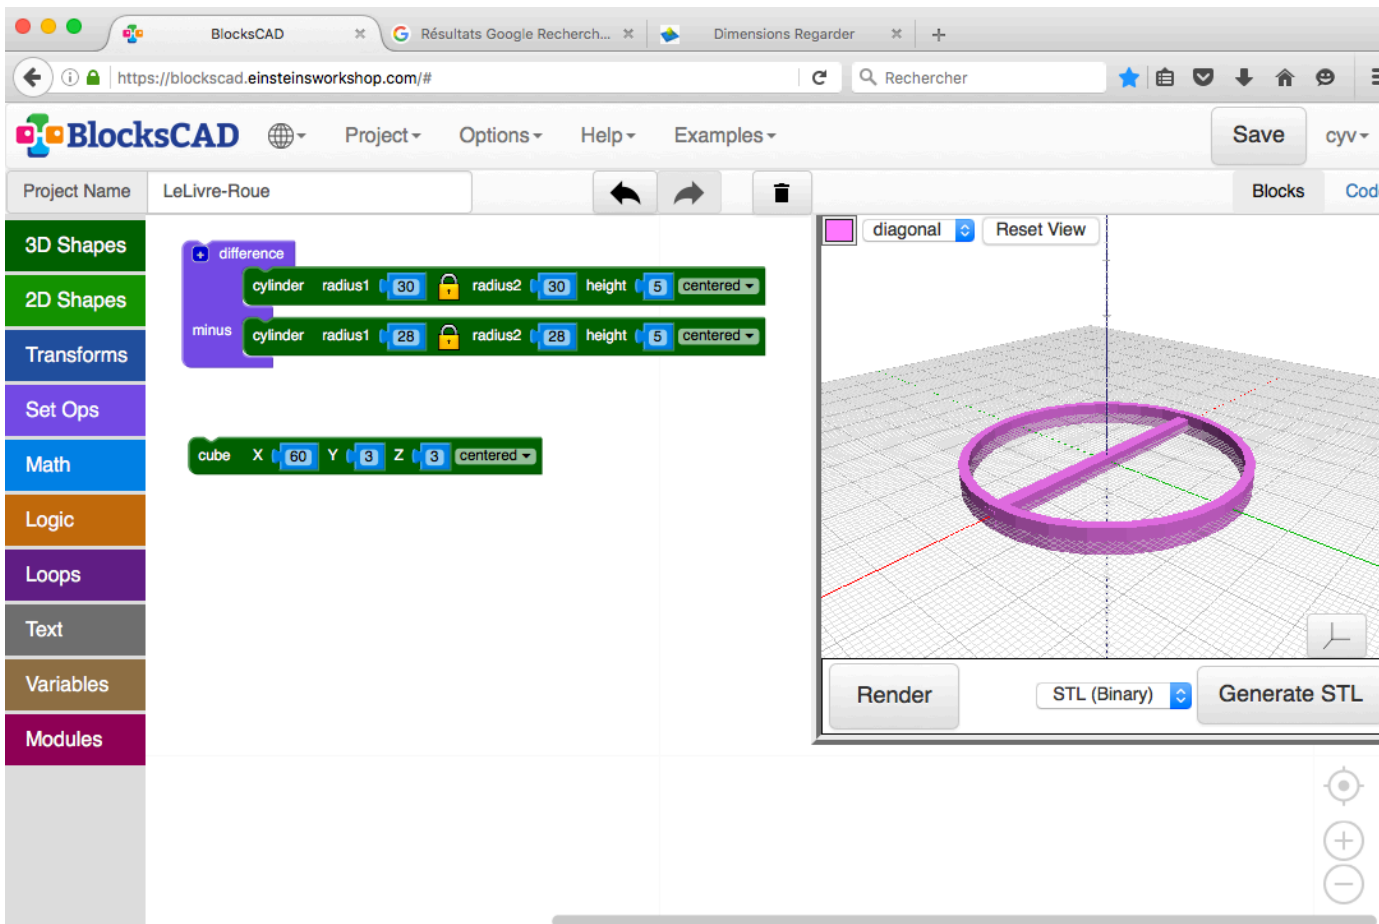 BlocksCAD
Résultats Google Recherch...
Dimensions Regarder
https://blockscad.einsteinsworkshop.com/#
Rechercher
BlocksCAD
Project
Options
Help
Examples
Save
cyv
Project Name
LeLivre-Roue
Blocks
Code
3D Shapes
2D Shapes
Transforms
Set Ops
Math
Logic
Loops
Text
Variables
Modules
+ difference
cylinder radius1 30 radius2 30 height 5 centered
minus cylinder radius1 28 radius2 28 height 5 centered
cube X 60 Y 3 Z 3 centered
diagonal
Reset View
Render
STL (Binary)
Generate STL